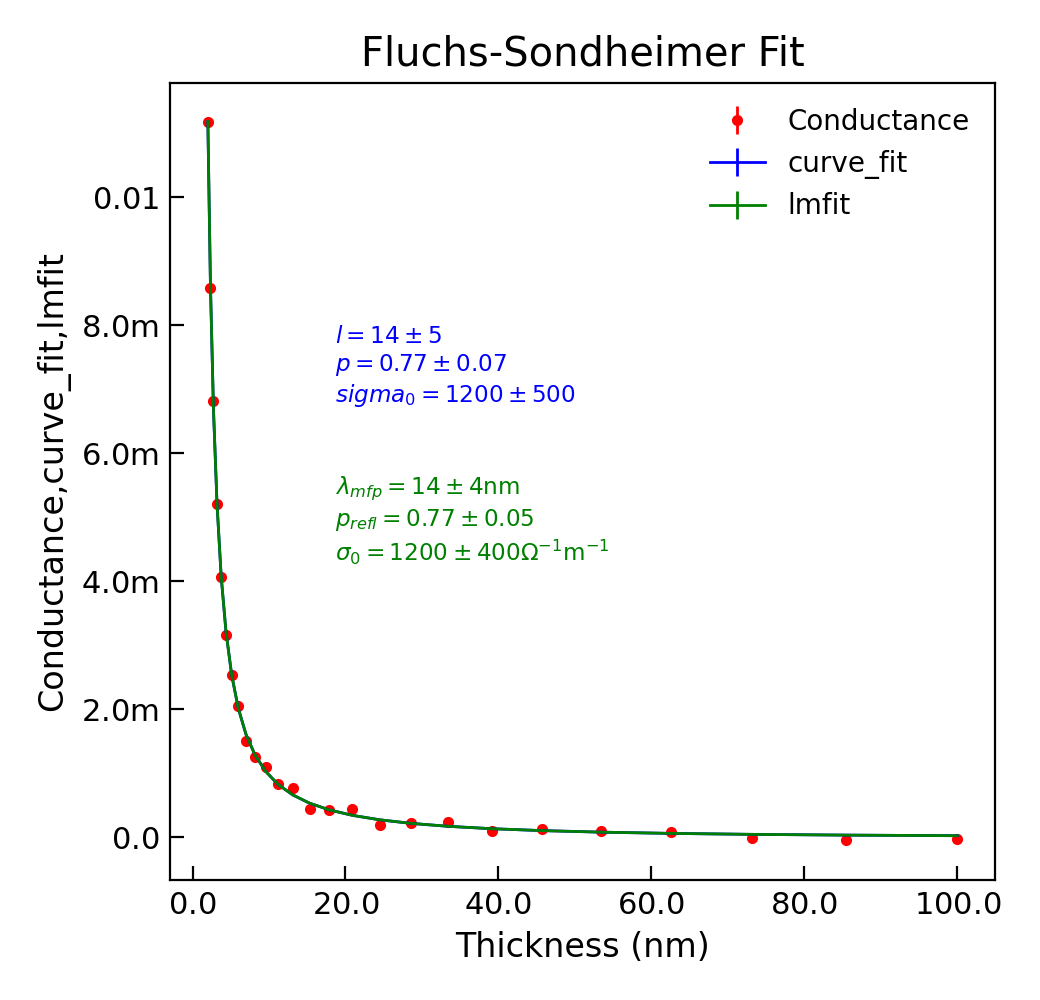 Fluchs-Sondheimer Fit
Conductance
curve_fit
lmfit
0.01
8.0m
6.0m
4.0m
2.0m
0.0
Conductance,curve_fit,lmfit
l = 14 ± 5
p = 0.77 ± 0.07
sigma₀ = 1200 ± 500
λₘfₚ = 14 ± 4nm
pᵣₑfₗ = 0.77 ± 0.05
σ₀ = 1200 ± 400Ω⁻¹m⁻¹
0.0 20.0 40.0 60.0 80.0 100.0
Thickness (nm)